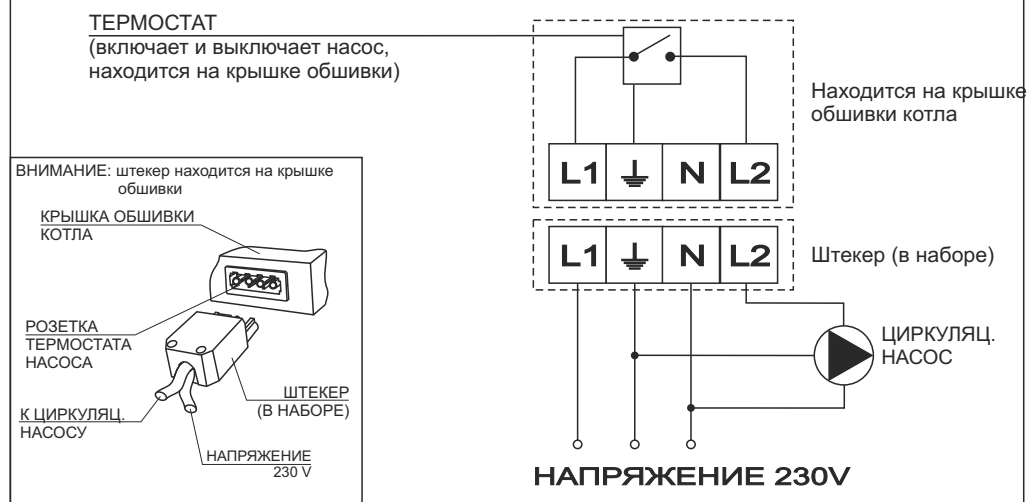 ТЕРМОСТАТ
(включает и выключает насос,
находится на крышке обшивки)
Находится на крышке
обшивки котла
L1 N L2
L1 N L2
Штекер (в наборе)
ЦИРКУЛЯЦ.
НАСОС
НАПРЯЖЕНИЕ 230V
ВНИМАНИЕ: штекер находится на крышке
обшивки
КРЫШКА ОБШИВКИ
КОТЛА
РОЗЕТКА
ТЕРМОСТАТА
НАСОСА
ШТЕКЕР
(В НАБОРЕ)
К ЦИРКУЛЯЦ.
НАСОСУ
НАПРЯЖЕНИЕ
230 V